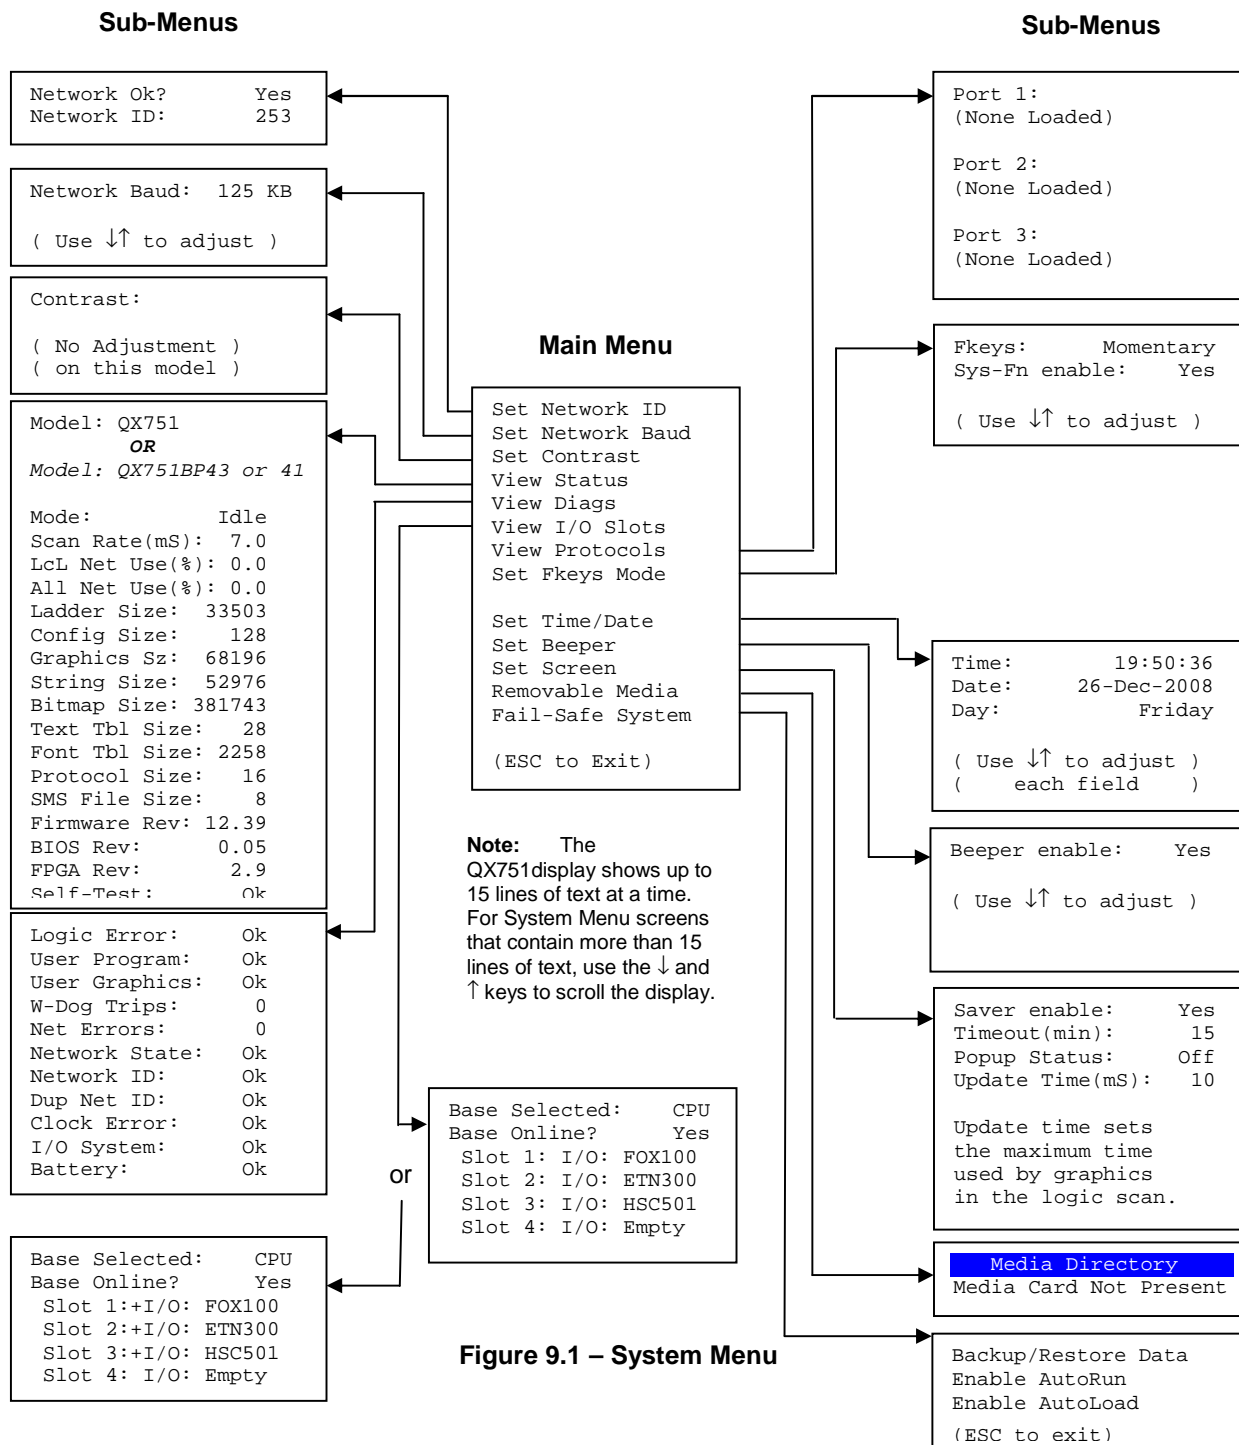 Sub-Menus
Network Ok? Yes
Network ID: 253
Network Baud: 125 KB
( Use ↓↑ to adjust )
Contrast:
( No Adjustment )
( on this model )
Model: QX751
OR
Model: QX751BP43 or 41
Mode: Idle
Scan Rate(mS): 7.0
LcL Net Use(%): 0.0
All Net Use(%): 0.0
Ladder Size: 33503
Config Size: 128
Graphics Sz: 68196
String Size: 52976
Bitmap Size: 381743
Text Tbl Size: 28
Font Tbl Size: 2258
Protocol Size: 16
SMS File Size: 8
Firmware Rev: 12.39
BIOS Rev: 0.05
FPGA Rev: 2.9
Self-Test: Ok
Logic Error: Ok
User Program: Ok
User Graphics: Ok
W-Dog Trips: 0
Net Errors: 0
Network State: Ok
Network ID: Ok
Dup Net ID: Ok
Clock Error: Ok
I/O System: Ok
Battery: Ok
Base Selected: CPU
Base Online? Yes
Slot 1:+I/O: FOX100
Slot 2:+I/O: ETN300
Slot 3:+I/O: HSC501
Slot 4: I/O: Empty
Main Menu
Set Network ID
Set Network Baud
Set Contrast
View Status
View Diags
View I/O Slots
View Protocols
Set Fkeys Mode
Set Time/Date
Set Beeper
Set Screen
Removable Media
Fail-Safe System
(ESC to Exit)
Note: The
QX751display shows up to
15 lines of text at a time.
For System Menu screens
that contain more than 15
lines of text, use the ↓ and
↑ keys to scroll the display.
or
Base Selected: CPU
Base Online? Yes
Slot 1: I/O: FOX100
Slot 2: I/O: ETN300
Slot 3: I/O: HSC501
Slot 4: I/O: Empty
Figure 9.1 – System Menu
Sub-Menus
Port 1:
(None Loaded)
Port 2:
(None Loaded)
Port 3:
(None Loaded)
Fkeys: Momentary
Sys-Fn enable: Yes
( Use ↓↑ to adjust )
Time: 19:50:36
Date: 26-Dec-2008
Day: Friday
( Use ↓↑ to adjust )
( each field )
Beeper enable: Yes
( Use ↓↑ to adjust )
Saver enable: Yes
Timeout(min): 15
Popup Status: Off
Update Time(mS): 10
Update time sets
the maximum time
used by graphics
in the logic scan.
Media Directory
Media Card Not Present
Backup/Restore Data
Enable AutoRun
Enable AutoLoad
(ESC to exit)